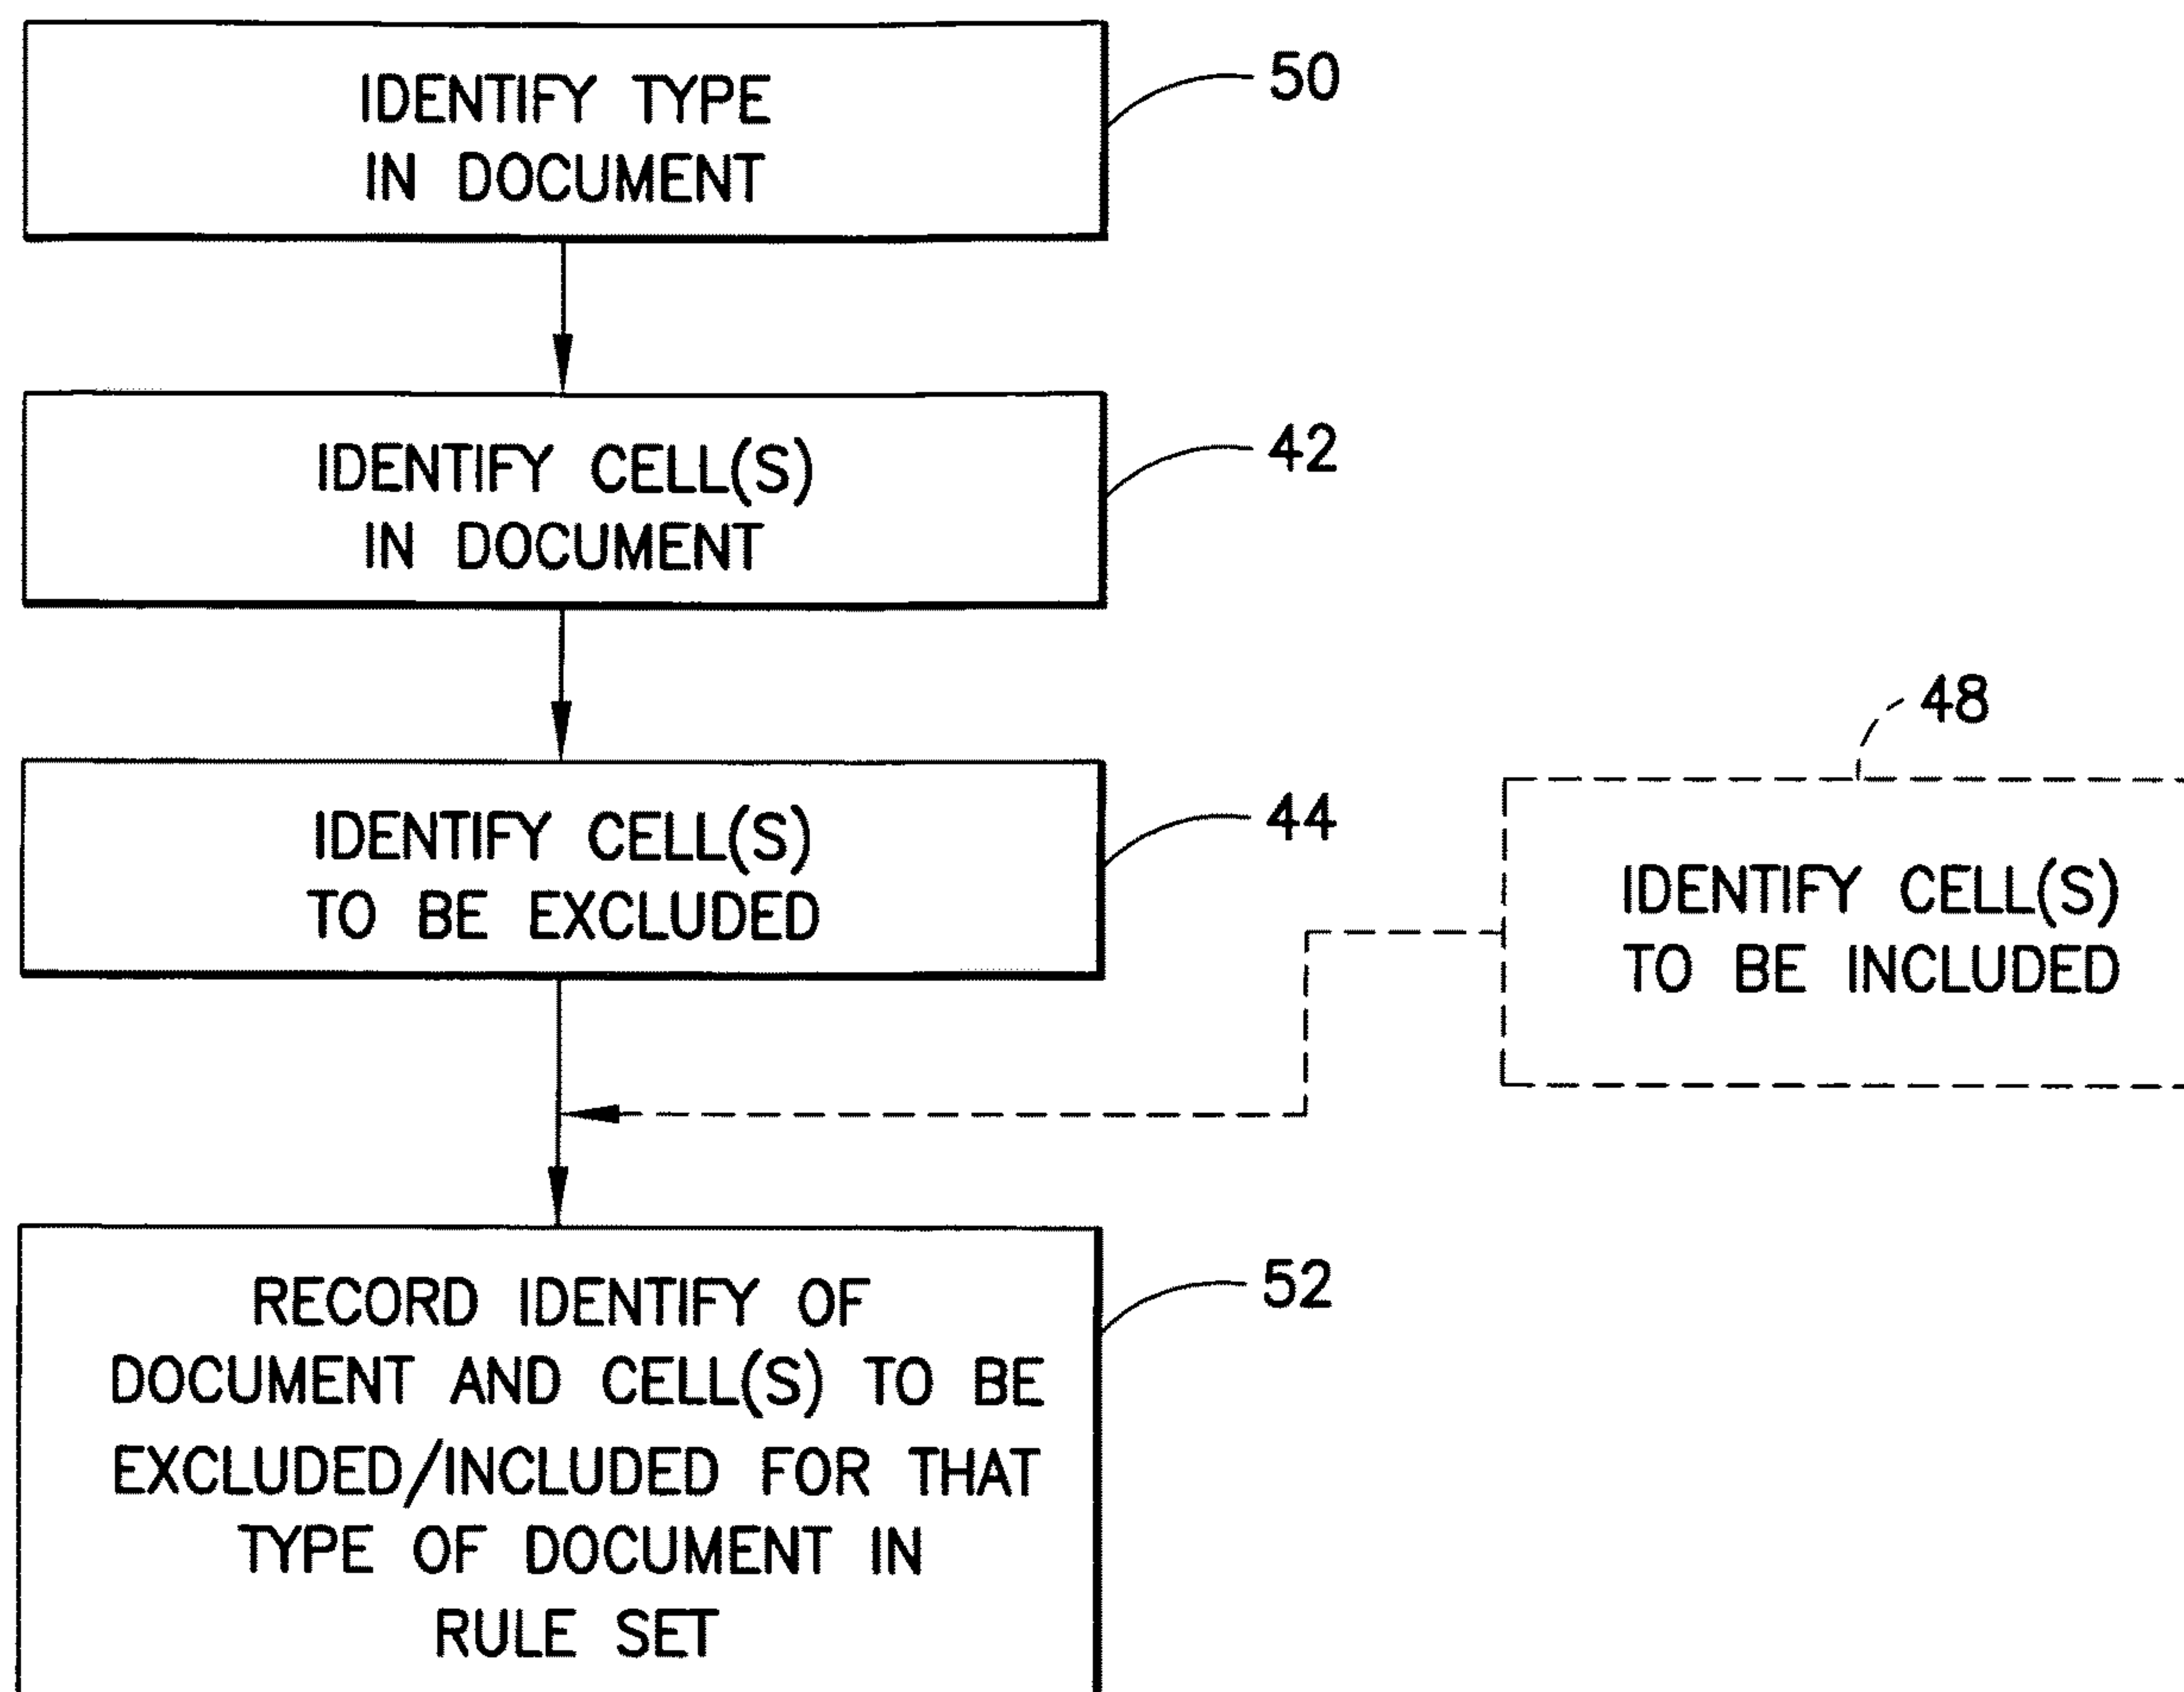 IDENTIFY TYPE
IN DOCUMENT
50
IDENTIFY CELL(S)
IN DOCUMENT
42
IDENTIFY CELL(S)
TO BE EXCLUDED
44
48
IDENTIFY CELL(S)
TO BE INCLUDED
RECORD IDENTIFY OF
DOCUMENT AND CELL(S) TO BE
EXCLUDED/INCLUDED FOR THAT
TYPE OF DOCUMENT IN
RULE SET
52